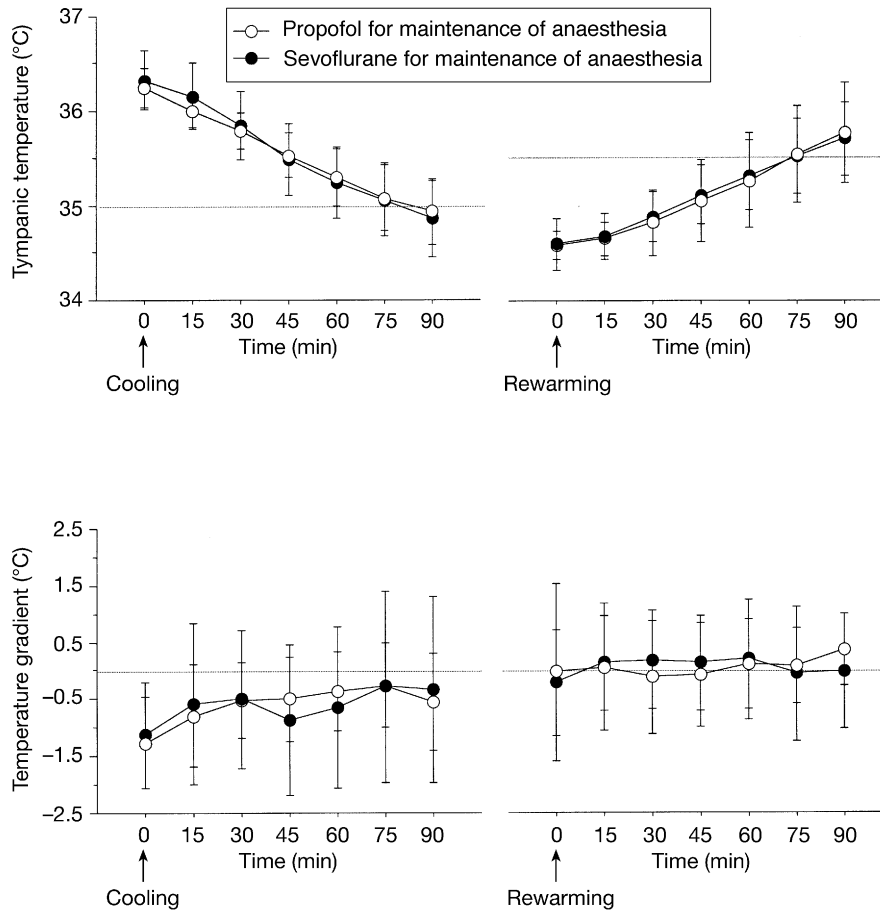 Propofol for maintenance of anaesthesia
Sevoflurane for maintenance of anaesthesia
Tympanic temperature (°C)
37
36
35
34
0 15 30 45 60 75 90
Time (min)
Cooling
0 15 30 45 60 75 90
Time (min)
Rewarming
Temperature gradient (°C)
2.5
1.5
0.5
−0.5
−1.5
−2.5
0 15 30 45 60 75 90
Time (min)
Cooling
0 15 30 45 60 75 90
Time (min)
Rewarming